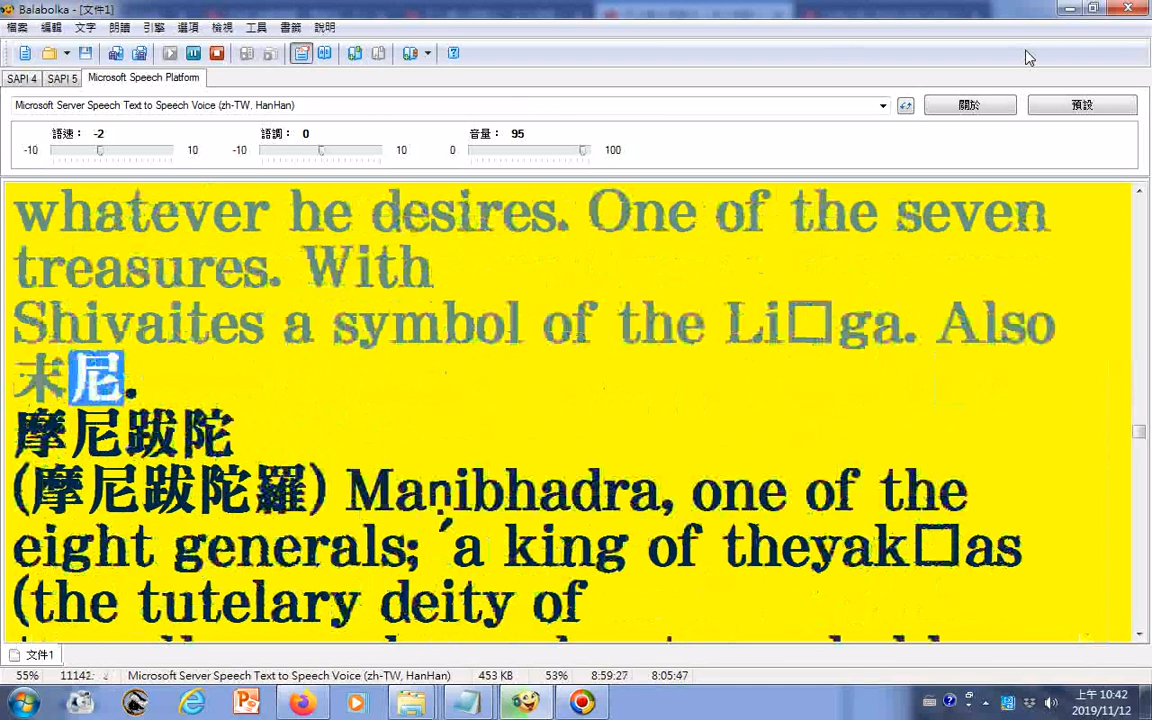 Balabolka - [文件1]
檔案 編輯 文字 朗讀 引擎 選項 檢視 工具 書籤 說明
SAPI 4 SAPI 5 Microsoft Speech Platform
Microsoft Server Speech Text to Speech Voice (zh-TW, HanHan) 關於 預設
語速： -2 語調： 0 音量： 95
-10 10 -10 10 0 100
whatever he desires. One of the seven
treasures. With
Shivaites a symbol of the Li□ga. Also
末尼.
摩尼跋陀
(摩尼跋陀羅) Maṇibhadra, one of the
eight generals; ´a king of theyak□as
(the tutelary deity of
文件1
55% 11142: Microsoft Server Speech Text to Speech Voice (zh-TW, HanHan) 453 KB 53% 8:59:27 8:05:47
上午 10:42
2019/11/12